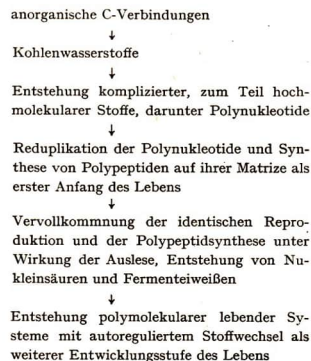 anorganische C-Verbindungen
↓
Kohlenwasserstoffe
↓
Entstehung komplizierter, zum Teil hoch-
molekularer Stoffe, darunter Polynukleotide
↓
Reduplikation der Polynukleotide und Syn-
these von Polypeptiden auf ihrer Matrize als
erster Anfang des Lebens
↓
Vervollkommnung der identischen Repro-
duktion und der Polypeptidsynthese unter
Wirkung der Auslese, Entstehung von Nu-
kleinsäuren und Fermenteiweißen
↓
Entstehung polymolekularer lebender Sy-
steme mit autoreguliertem Stoffwechsel als
weiterer Entwicklungsstufe des Lebens